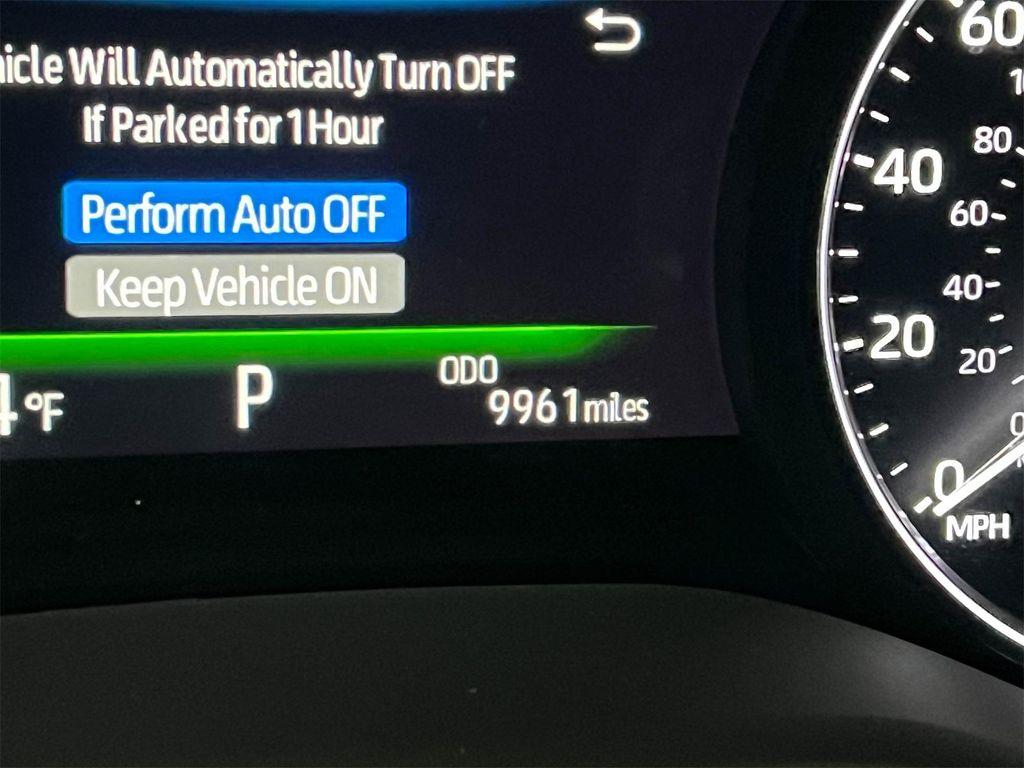 Will Automatically Turn OFF
If Parked for 1 Hour
Perform Auto OFF
Keep Vehicle ON
°F
P
ODO
9961 miles
60
80
40
60
40
20
20
0
0
MPH